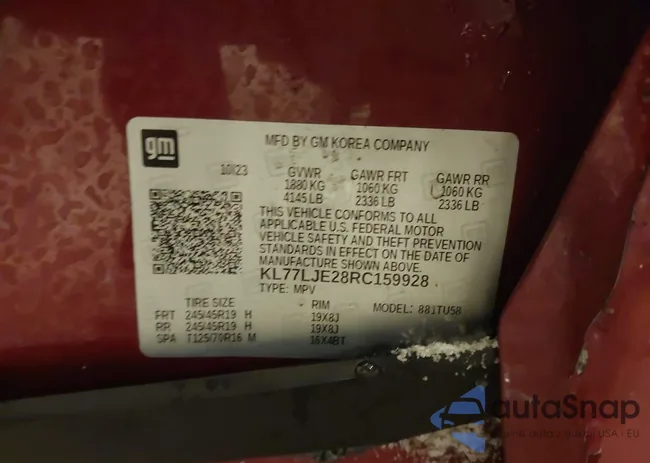 gm
MFD BY GM KOREA COMPANY
10/23
GVWR GAWR FRT GAWR RR
1880 KG 1060 KG 1060 KG
4145 LB 2336 LB 2336 LB
THIS VEHICLE CONFORMS TO ALL
APPLICABLE U.S. FEDERAL MOTOR
VEHICLE SAFETY AND THEFT PREVENTION
STANDARDS IN EFFECT ON THE DATE OF
MANUFACTURE SHOWN ABOVE.
KL77LJE28RC159928
TYPE: MPV MODEL: 881TU58
TIRE SIZE RIM
FRT 245/45R19 H 19X8J
RR 245/45R19 H 19X8J
SPA T125/70R16 M 16X4BT
autaSnap
USA - EU